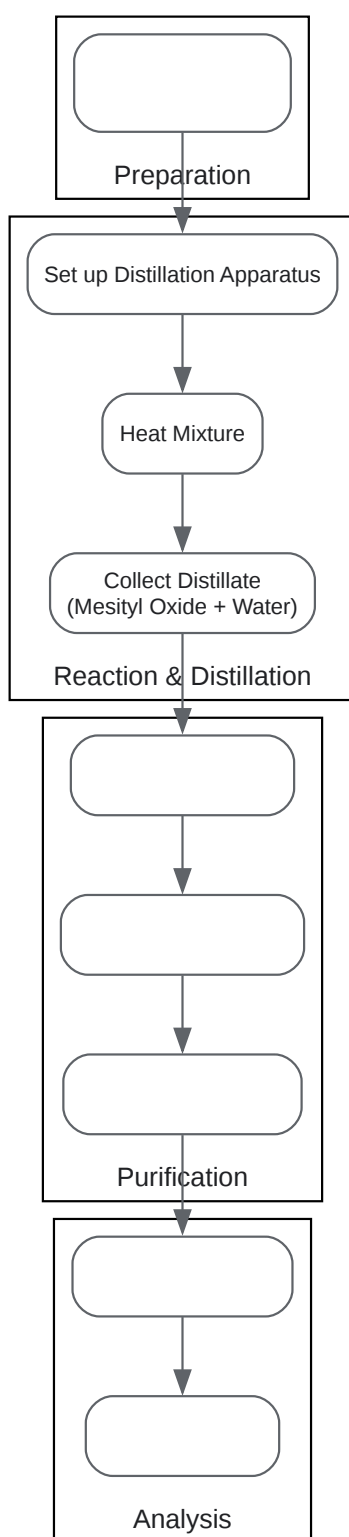 Preparation
Set up Distillation Apparatus
Heat Mixture
Collect Distillate
(Mesityl Oxide + Water)
Reaction & Distillation
Purification
Analysis